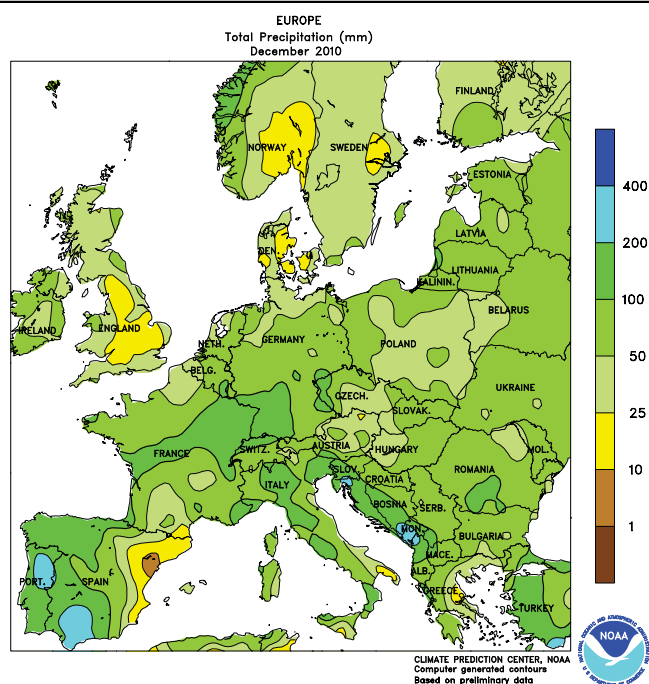 EUROPE
Total Precipitation (mm)
December 2010
FINLAND
NORWAY
SWEDEN
ESTONIA
LATVIA
DEN.
LITHUANIA
KALININ.
BELARUS
IRELAND
ENGLAND
NETH.
GERMANY
POLAND
BELG.
CZECH.
UKRAINE
SLOVAK.
FRANCE
SWITZ.
AUSTRIA
HUNGARY
MOL.
SLOV.
ROMANIA
ITALY
CROATIA
BOSNIA
SERB.
MON.
BULGARIA
MACE.
ALB.
PORT.
SPAIN
GREECE
TURKEY
400
200
100
50
25
10
1
NOAA
CLIMATE PREDICTION CENTER, NOAA
Computer generated contours
Based on preliminary data